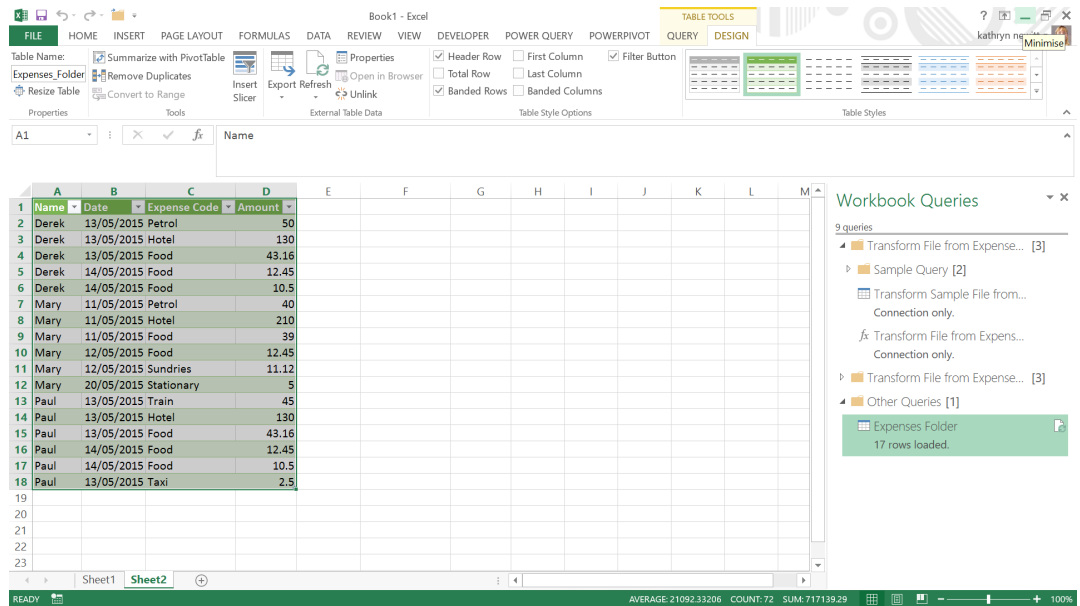 Book1 - Excel
TABLE TOOLS
?
FILE HOME INSERT PAGE LAYOUT FORMULAS DATA REVIEW VIEW DEVELOPER POWER QUERY POWERPIVOT QUERY DESIGN
Minimise
Table Name:
Expenses_Folder
Resize Table
Properties
Summarize with PivotTable
Remove Duplicates
Convert to Range
Tools
Insert
Slicer
Export Refresh
Properties
Open in Browser
Unlink
External Table Data
Header Row First Column Filter Button
Total Row Last Column
Banded Rows Banded Columns
Table Style Options
Table Styles
A1 fx Name
A B C D E F G H I J K L M
1 Name Date Expense Code Amount
2 Derek 13/05/2015 Petrol 50
3 Derek 13/05/2015 Hotel 130
4 Derek 13/05/2015 Food 43.16
5 Derek 14/05/2015 Food 12.45
6 Derek 14/05/2015 Food 10.5
7 Mary 11/05/2015 Petrol 40
8 Mary 11/05/2015 Hotel 210
9 Mary 11/05/2015 Food 39
10 Mary 12/05/2015 Food 12.45
11 Mary 12/05/2015 Sundries 11.12
12 Mary 20/05/2015 Stationary 5
13 Paul 13/05/2015 Train 45
14 Paul 13/05/2015 Hotel 130
15 Paul 13/05/2015 Food 43.16
16 Paul 14/05/2015 Food 12.45
17 Paul 14/05/2015 Food 10.5
18 Paul 13/05/2015 Taxi 2.5
19
20
21
22
23
Workbook Queries
9 queries
Transform File from Expense... [3]
Sample Query [2]
Transform Sample File from...
Connection only.
fx Transform File from Expens...
Connection only.
Transform File from Expense... [3]
Other Queries [1]
Expenses Folder
17 rows loaded.
Sheet1 Sheet2
READY AVERAGE: 21092.33206 COUNT: 72 SUM: 717139.29 100%